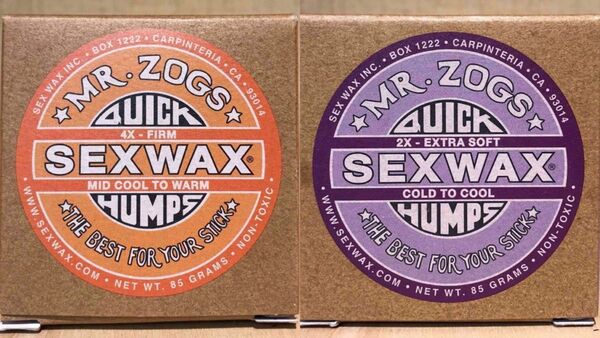 SEX WAX INC. • BOX 1222 • CARPINTERIA • CA • 93014
★ MR. ZOGS ★
QUICK
4X - FIRM
SEXWAX®
MID COOL TO WARM
HUMPS
★ THE BEST FOR YOUR STICK ★
• WWW.SEXWAX.COM • NET WT. 85 GRAMS • NON-TOXIC •
SEX WAX INC. • BOX 1222 • CARPINTERIA • CA • 93014
★ MR. ZOGS ★
QUICK
2X - EXTRA SOFT
SEXWAX®
COLD TO COOL
HUMPS
★ THE BEST FOR YOUR STICK ★
• WWW.SEXWAX.COM • NET WT. 85 GRAMS • NON-TOXIC •